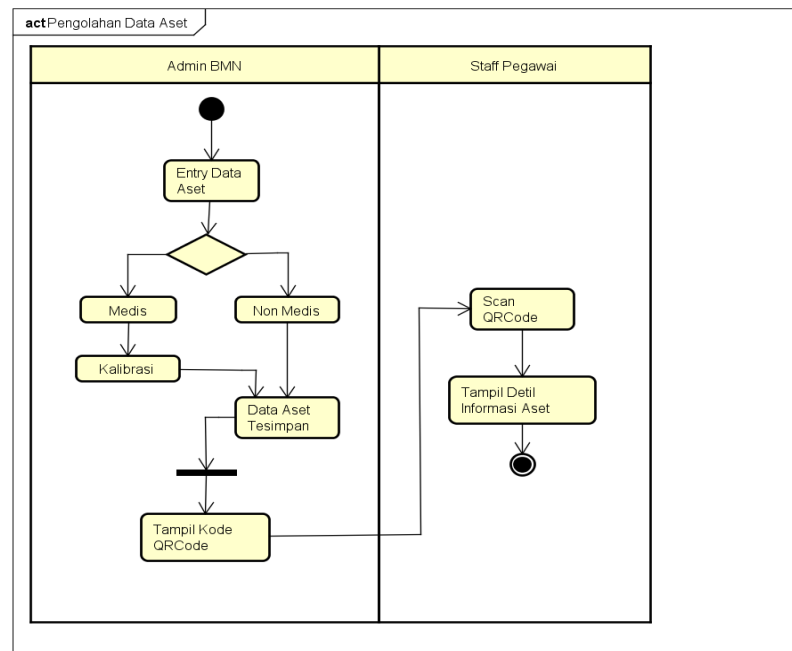 act Pengolahan Data Aset
Admin BMN
Staff Pegawai
Entry Data
Aset
Medis
Non Medis
Kalibrasi
Data Aset
Tesimpan
Tampil Kode
QRCode
Scan
QRCode
Tampil Detil
Informasi Aset